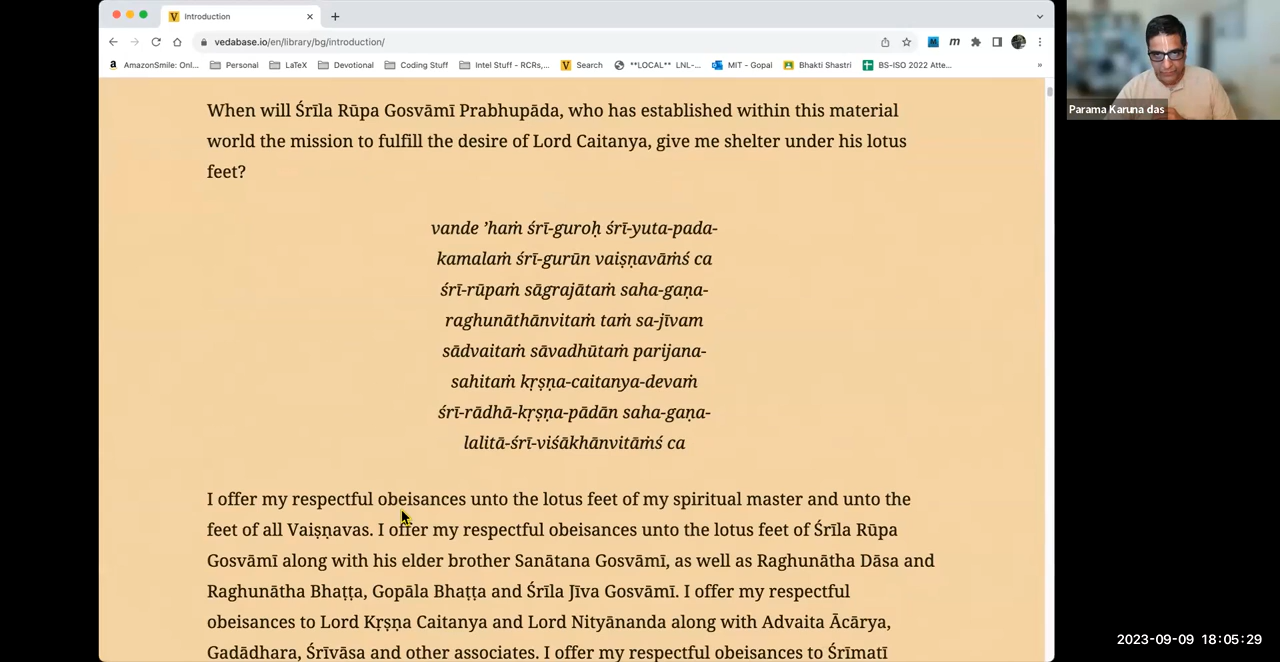 Introduction
vedabase.io/en/library/bg/introduction/
AmazonSmile: Onl... Personal LaTeX Devotional Coding Stuff Intel Stuff - RCRs,... Search **LOCAL** LNL-... MIT - Gopal Bhakti Shastri BS-ISO 2022 Atte... »
When will Śrīla Rūpa Gosvāmī Prabhupāda, who has established within this material
world the mission to fulfill the desire of Lord Caitanya, give me shelter under his lotus
feet?
vande ’haṁ śrī-guroḥ śrī-yuta-pada-
kamalaṁ śrī-gurūn vaiṣṇavāṁś ca
śrī-rūpaṁ sāgrajātaṁ saha-gaṇa-
raghunāthānvitaṁ taṁ sa-jīvam
sādvaitaṁ sāvadhūtaṁ parijana-
sahitaṁ kṛṣṇa-caitanya-devaṁ
śrī-rādhā-kṛṣṇa-pādān saha-gaṇa-
lalitā-śrī-viśākhānvitāṁś ca
I offer my respectful obeisances unto the lotus feet of my spiritual master and unto the
feet of all Vaiṣṇavas. I offer my respectful obeisances unto the lotus feet of Śrīla Rūpa
Gosvāmī along with his elder brother Sanātana Gosvāmī, as well as Raghunātha Dāsa and
Raghunātha Bhaṭṭa, Gopāla Bhaṭṭa and Śrīla Jīva Gosvāmī. I offer my respectful
obeisances to Lord Kṛṣṇa Caitanya and Lord Nityānanda along with Advaita Ācārya,
Gadādhara, Śrīvāsa and other associates. I offer my respectful obeisances to Śrīmatī
Parama Karuna das
2023-09-09 18:05:29